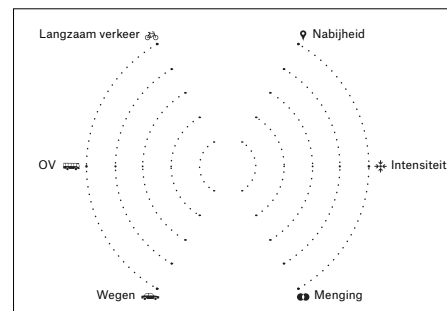 Langzaam verkeer
Nabijheid
OV
Intensiteit
Wegen
Menging